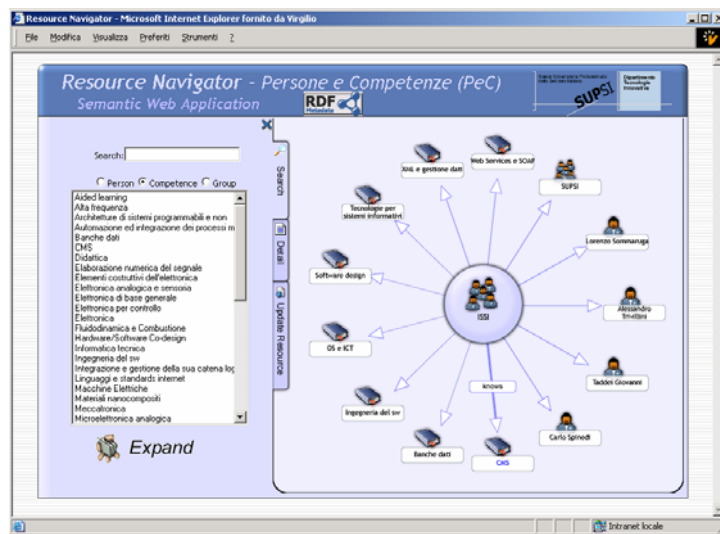 Resource Navigator - Microsoft Internet Explorer fornito da Virgilio
File Modifica Visualizza Preferiti Strumenti ?
Resource Navigator - Persone e Competenze (PeC)
Semantic Web Application
RDF
Metadata
SUPSI
Dipartimento
Tecnologie
Innovative
Search:
Person Competence Group
Aided learning
Alta frequenza
Architetture di sistemi programmabili e non
Automazione ed integrazione dei processi m
Banche dati
CMS
Didattica
Elaborazione numerica del segnale
Elementi costruttivi dell'elettronica
Elettronica analogica e sensoria
Elettronica di base generale
Elettronica per controllo
Elettronica
Fluidodinamica e Combustione
Hardware/Software Co-design
Informatica tecnica
Ingegneria del sw
Integrazione e gestione della sua catena log
Linguaggi e standards internet
Macchine Elettriche
Materiali nanocompositi
Meccatronica
Microelettronica analogica
Expand
Search
Detail
Update Resource
Web Services e SOAP
XML e gestione dati
SUPSI
Tecnologie per
sistemi informativi
Lorenzo Sommaruga
Software design
ISSI
Alessandro
OS e ICT
Taddei Giovanni
knows
Ingegneria del sw
Carlo Spinedi
Banche dati
CMS
Intranet locale